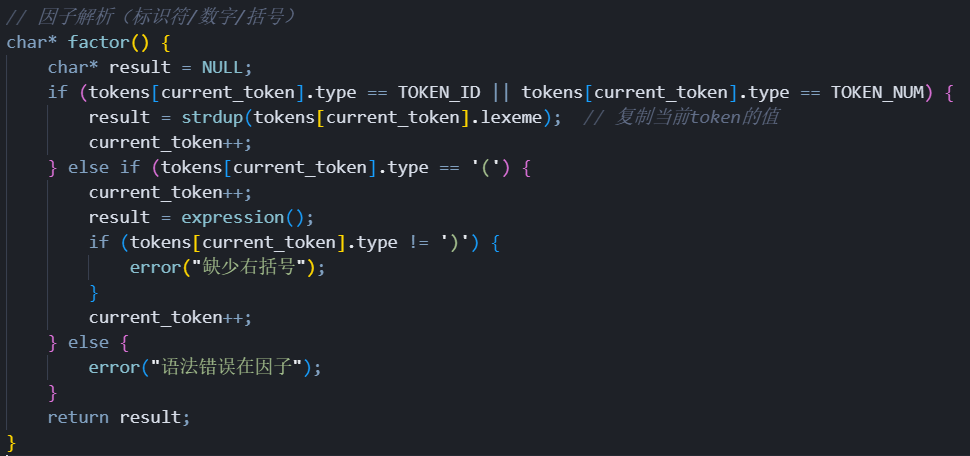 // 因子解析（标识符/数字/括号）
char* factor() {
    char* result = NULL;
    if (tokens[current_token].type == TOKEN_ID || tokens[current_token].type == TOKEN_NUM) {
        result = strdup(tokens[current_token].lexeme);  // 复制当前token的值
        current_token++;
    } else if (tokens[current_token].type == '(') {
        current_token++;
        result = expression();
        if (tokens[current_token].type != ')') {
            error("缺少右括号");
        }
        current_token++;
    } else {
        error("语法错误在因子");
    }
    return result;
}